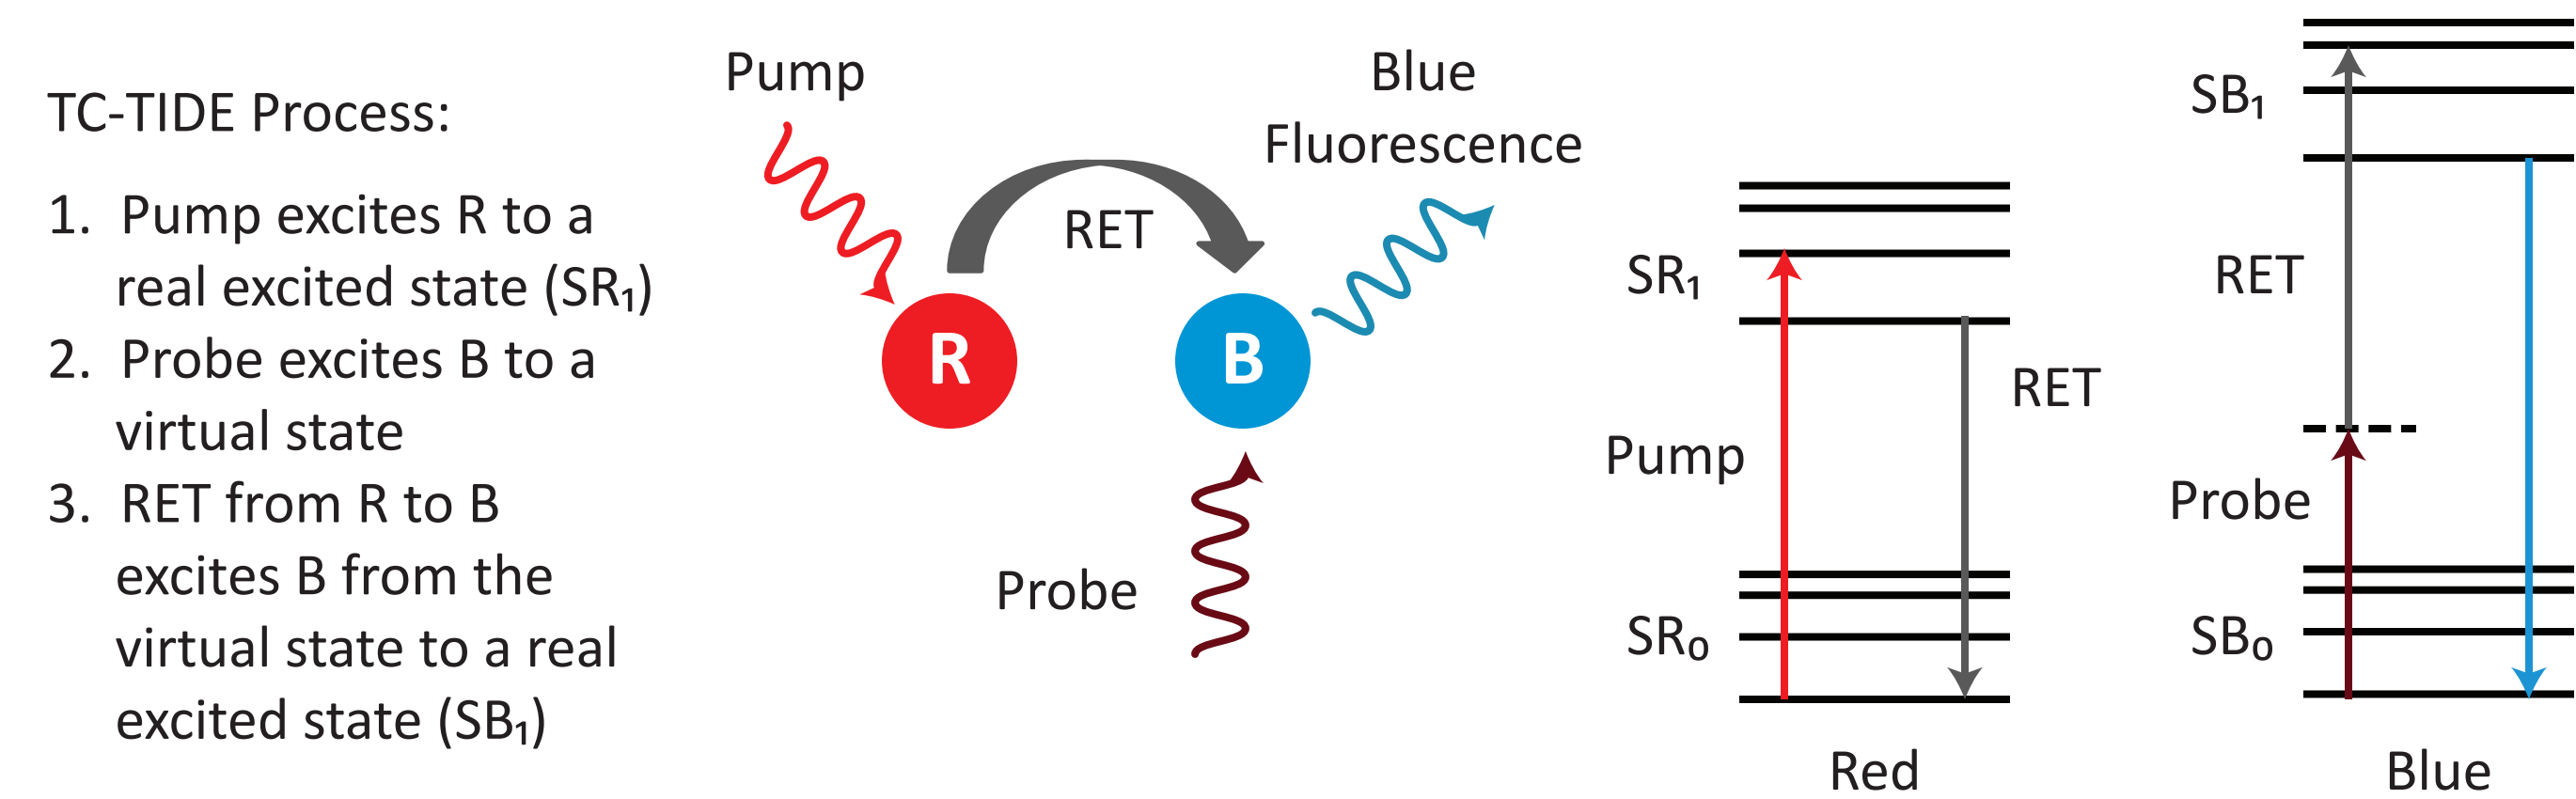 TC-TIDE Process:
1. Pump excites R to a
real excited state (SR₁)
2. Probe excites B to a
virtual state
3. RET from R to B
excites B from the
virtual state to a real
excited state (SB₁)
Pump
RET
Blue
Fluorescence
R
B
Probe
SR₁
Pump
RET
SR₀
Red
SB₁
RET
Probe
SB₀
Blue